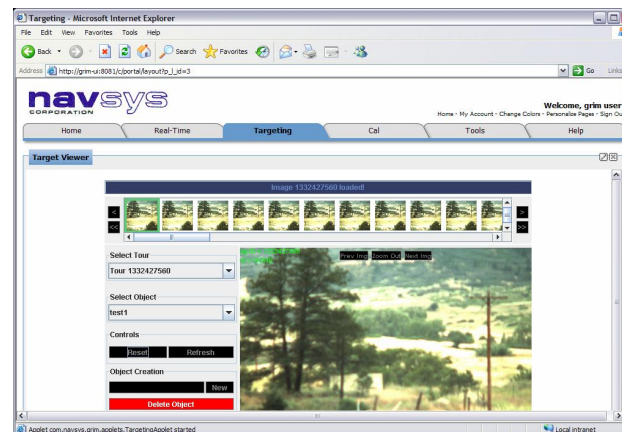 Targeting - Microsoft Internet Explorer
File Edit View Favorites Tools Help
Back Search Favorites
Address http://grim-ui:8081/c/portal/layout?p_l_id=3 Go Links
navsys
CORPORATION
Welcome, grim user
Home - My Account - Change Colors - Personalize Pages - Sign Ou
Home Real-Time Targeting Cal Tools Help
Target Viewer
Image 1332427560 loaded!
< >
<< >>
Select Tour
Tour 1332427560
Prev Img Zoom Out Next Img
Select Object
test1
Controls
Reset Refresh
Object Creation
New
Delete Object
Applet com.navsys.grim.applets.TargetingApplet started Local intranet